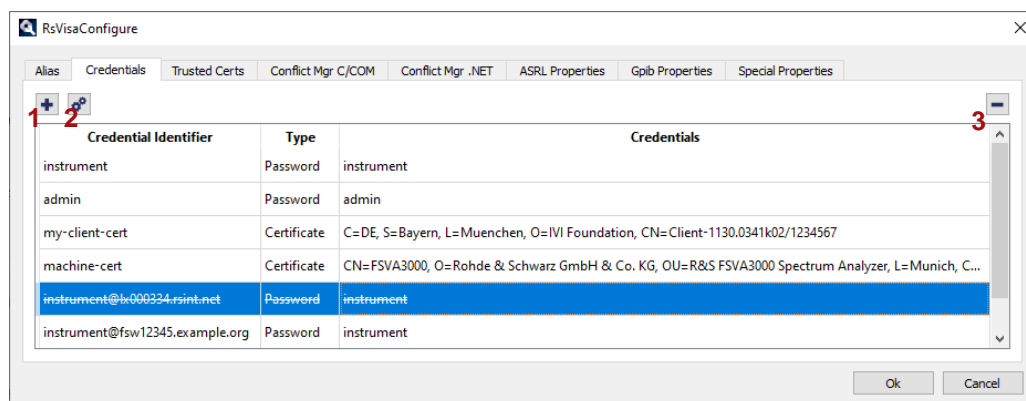 RsVisaConfigure
Alias Credentials Trusted Certs Conflict Mgr C/COM Conflict Mgr .NET ASRL Properties Gpib Properties Special Properties
1 2 3
Credential Identifier Type Credentials
instrument Password instrument
admin Password admin
my-client-cert Certificate C=DE, S=Bayern, L=Muenchen, O=IVI Foundation, CN=Client-1130.0341k02/1234567
machine-cert Certificate CN=FSVA3000, O=Rohde & Schwarz GmbH & Co. KG, OU=R&S FSVA3000 Spectrum Analyzer, L=Munich, C...
instrument@lx000334.rsint.net Password instrument
instrument@fsw12345.example.org Password instrument
Ok Cancel